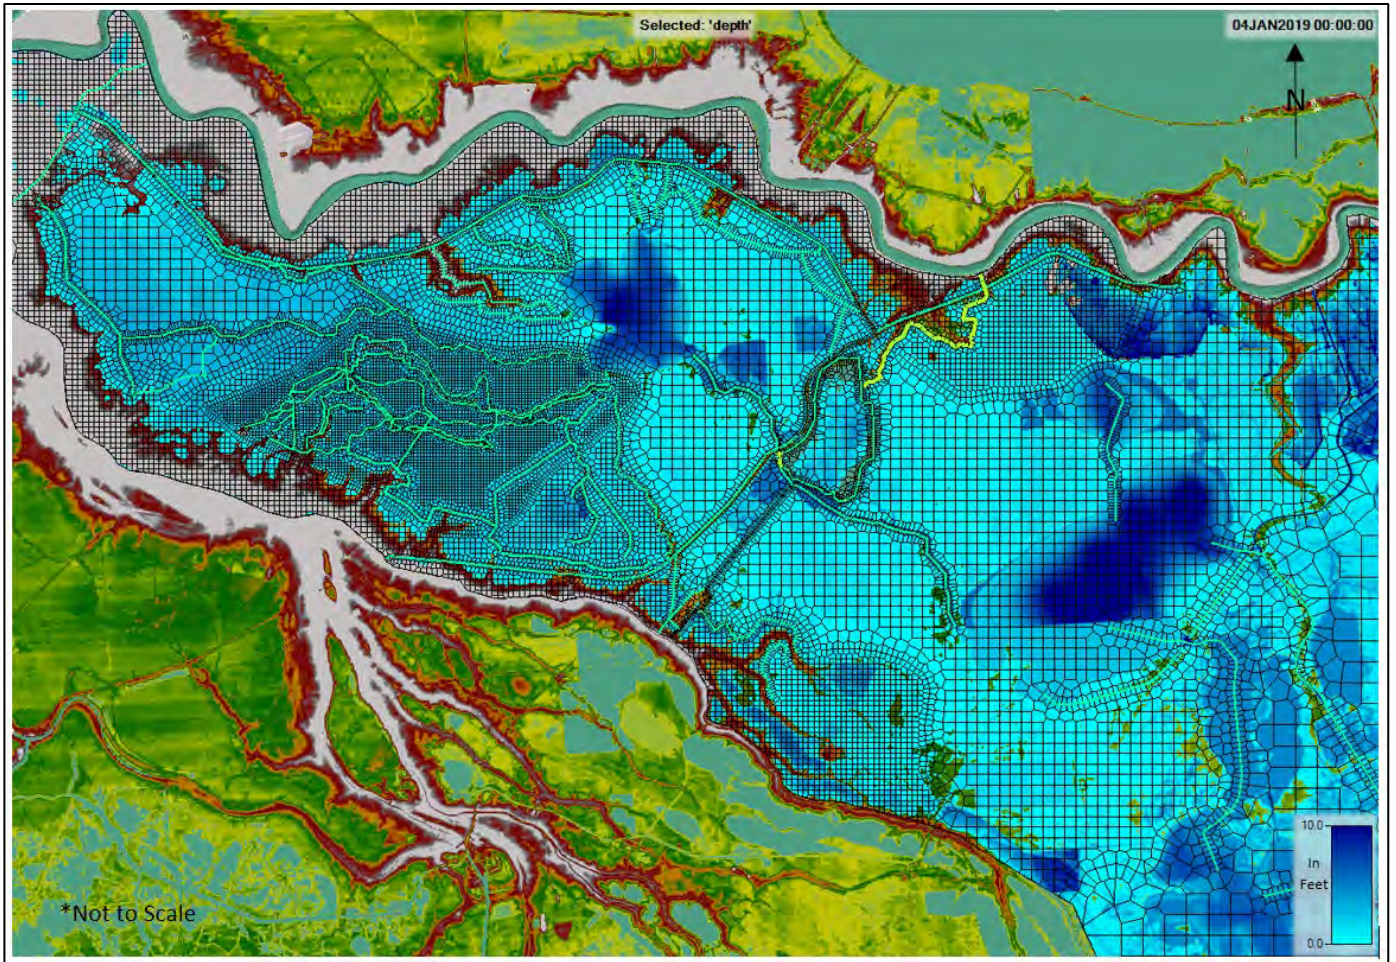 Selected: 'depth'
04JAN2019 00:00:00
N
10.0
In
Feet
0.0
*Not to Scale